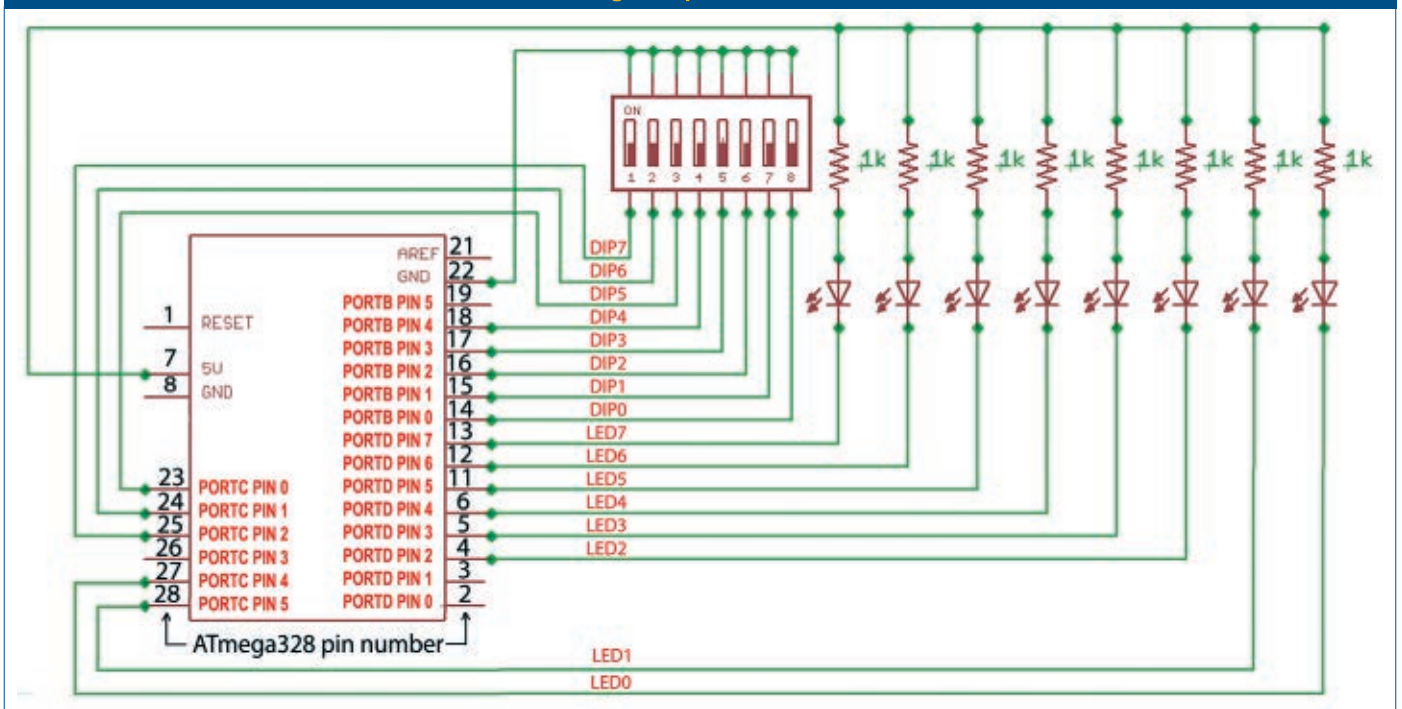 ON
1 2 3 4 5 6 7 8
1k 1k 1k 1k 1k 1k 1k 1k
DIP7
DIP6
DIP5
DIP4
DIP3
DIP2
DIP1
DIP0
LED7
LED6
LED5
LED4
LED3
LED2
LED1
LED0
1 RESET
7 5V
8 GND
23 PORTC PIN 0
24 PORTC PIN 1
25 PORTC PIN 2
26 PORTC PIN 3
27 PORTC PIN 4
28 PORTC PIN 5
AREF 21
GND 22
PORTB PIN 5 19
PORTB PIN 4 18
PORTB PIN 3 17
PORTB PIN 2 16
PORTB PIN 1 15
PORTB PIN 0 14
PORTD PIN 7 13
PORTD PIN 6 12
PORTD PIN 5 11
PORTD PIN 4 6
PORTD PIN 3 5
PORTD PIN 2 4
PORTD PIN 1 3
PORTD PIN 0 2
ATmega328 pin number